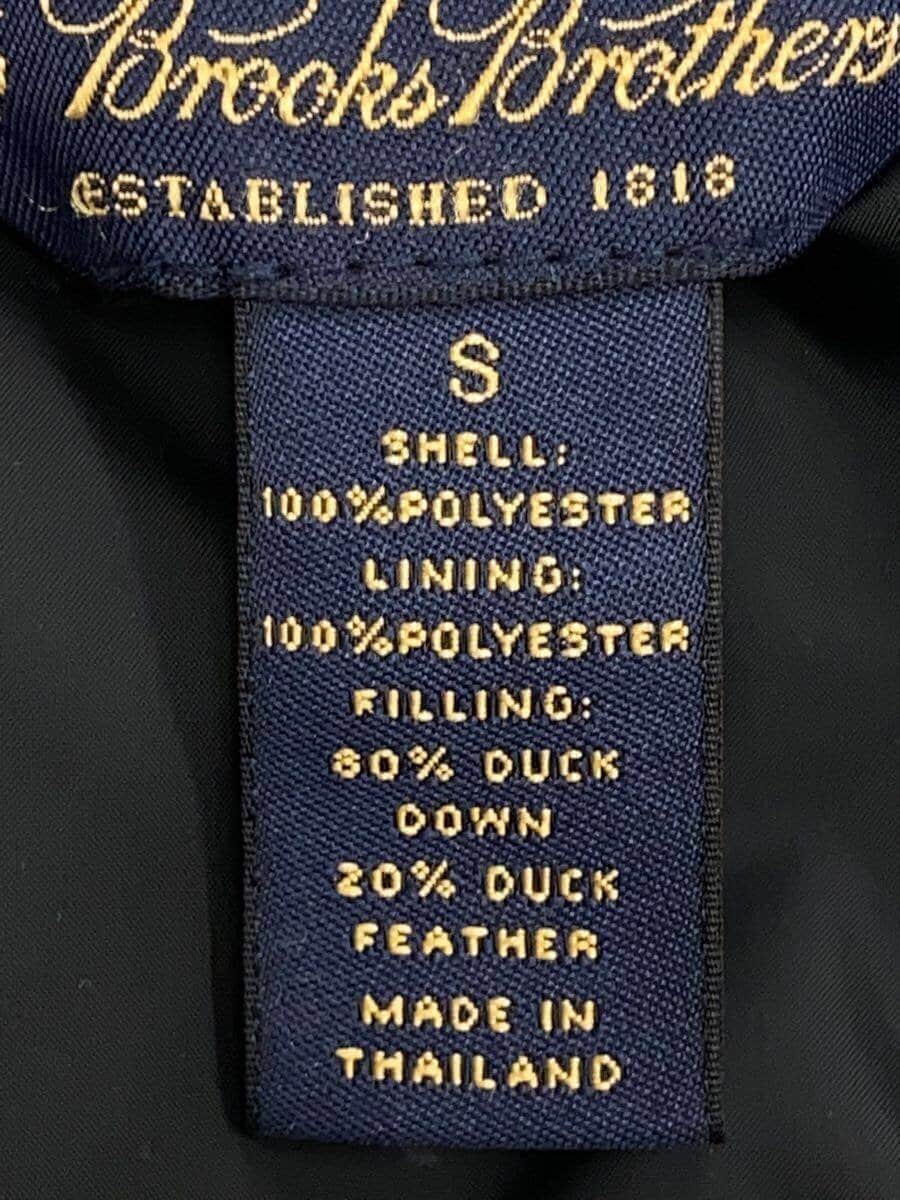 Brooks Brothers
ESTABLISHED 1818
S
SHELL:
100%POLYESTER
LINING:
100%POLYESTER
FILLING:
80% DUCK
DOWN
20% DUCK
FEATHER
MADE IN
THAILAND